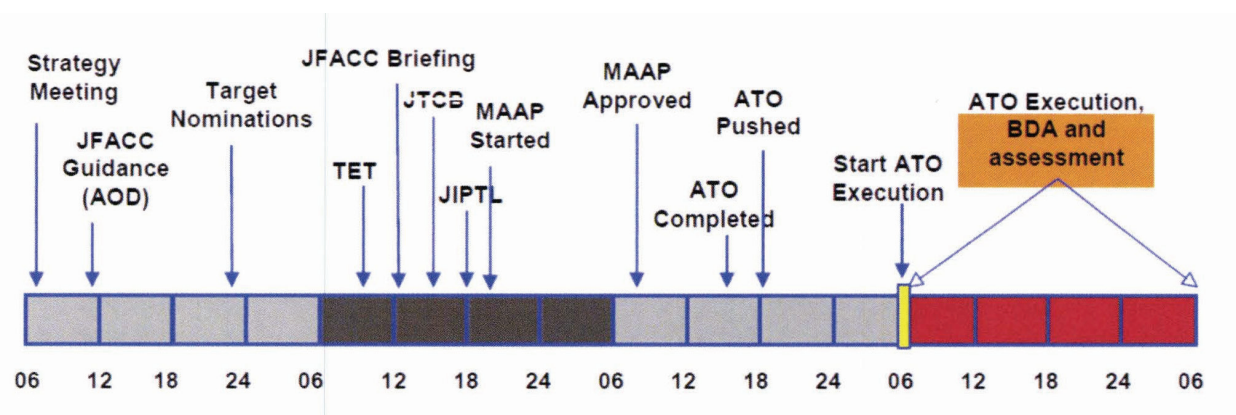 Strategy
Meeting
JFACC
Guidance
(AOD)
Target
Nominations
JFACC Briefing
TET
JTCB
JIPTL
MAAP
Started
MAAP
Approved
ATO
Completed
ATO
Pushed
Start ATO
Execution
ATO Execution,
BDA and
assessment
06 12 18 24 06 12 18 24 06 12 18 24 06 12 18 24 06